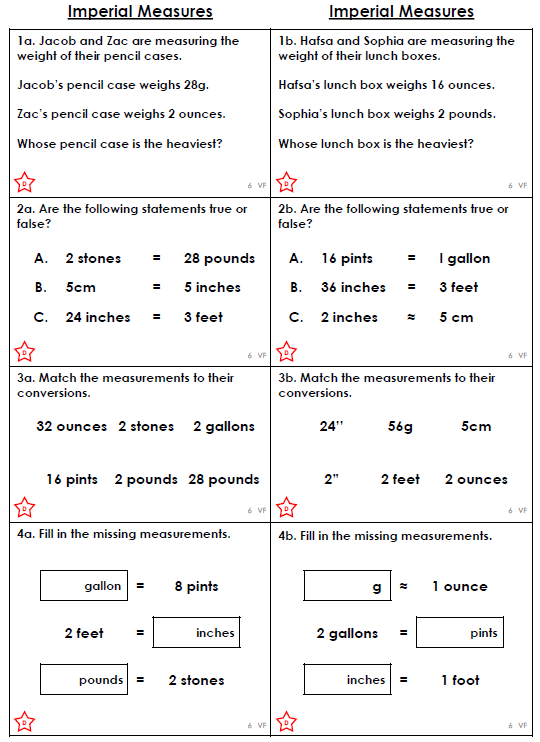 Imperial Measures
Imperial Measures
1a. Jacob and Zac are measuring the
weight of their pencil cases.
Jacob’s pencil case weighs 28g.
Zac’s pencil case weighs 2 ounces.
Whose pencil case is the heaviest?
D
6 VF
1b. Hafsa and Sophia are measuring the
weight of their lunch boxes.
Hafsa’s lunch box weighs 16 ounces.
Sophia’s lunch box weighs 2 pounds.
Whose lunch box is the heaviest?
D
6 VF
2a. Are the following statements true or
false?
A. 2 stones = 28 pounds
B. 5cm = 5 inches
C. 24 inches = 3 feet
D
6 VF
2b. Are the following statements true or
false?
A. 16 pints = I gallon
B. 36 inches = 3 feet
C. 2 inches ≈ 5 cm
D
6 VF
3a. Match the measurements to their
conversions.
32 ounces 2 stones 2 gallons
16 pints 2 pounds 28 pounds
D
6 VF
3b. Match the measurements to their
conversions.
24’’ 56g 5cm
2” 2 feet 2 ounces
D
6 VF
4a. Fill in the missing measurements.
gallon = 8 pints
2 feet = inches
pounds = 2 stones
D
6 VF
4b. Fill in the missing measurements.
g ≈ 1 ounce
2 gallons = pints
inches = 1 foot
D
6 VF